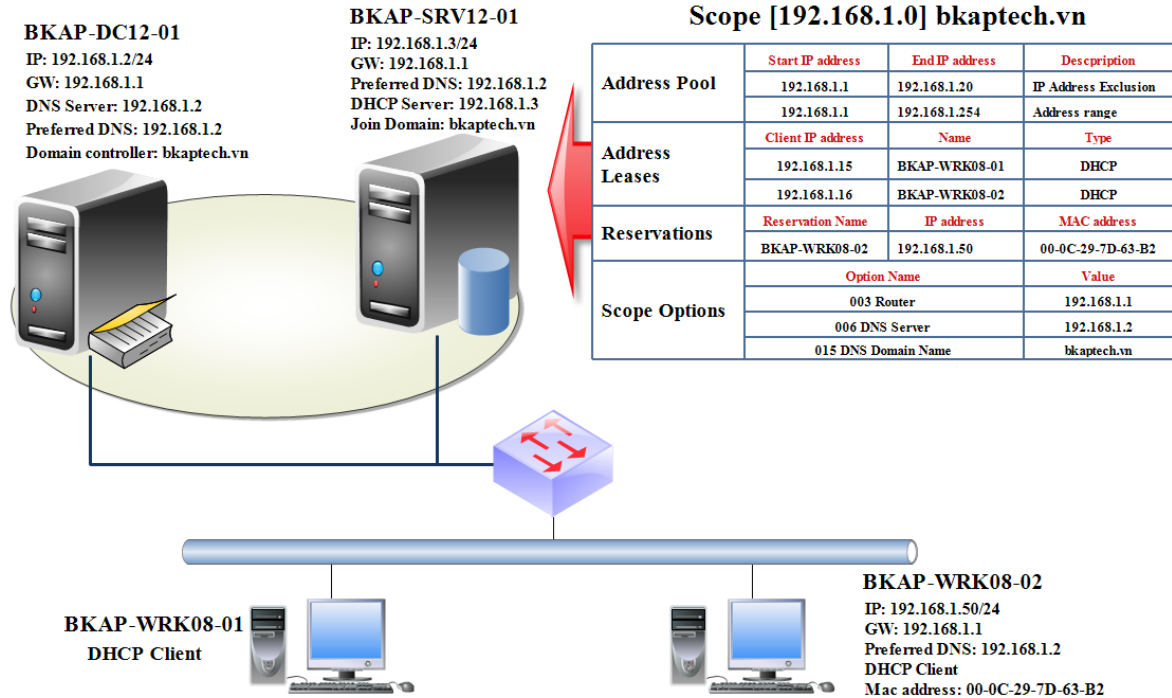 BKAP-DC12-01
IP: 192.168.1.2/24
GW: 192.168.1.1
DNS Server: 192.168.1.2
Preferred DNS: 192.168.1.2
Domain controller: bkaptech.vn
BKAP-SRV12-01
IP: 192.168.1.3/24
GW: 192.168.1.1
Preferred DNS: 192.168.1.2
DHCP Server: 192.168.1.3
Join Domain: bkaptech.vn
Scope [192.168.1.0] bkaptech.vn
Address Pool
Start IP address End IP address Descpription
192.168.1.1 192.168.1.20 IP Address Exclusion
192.168.1.1 192.168.1.254 Address range
Address
Leases
Client IP address Name Type
192.168.1.15 BKAP-WRK08-01 DHCP
192.168.1.16 BKAP-WRK08-02 DHCP
Reservations
Reservation Name IP address MAC address
BKAP-WRK08-02 192.168.1.50 00-0C-29-7D-63-B2
Scope Options
Option Name Value
003 Router 192.168.1.1
006 DNS Server 192.168.1.2
015 DNS Domain Name bkaptech.vn
BKAP-WRK08-01
DHCP Client
BKAP-WRK08-02
IP: 192.168.1.50/24
GW: 192.168.1.1
Preferred DNS: 192.168.1.2
DHCP Client
Mac address: 00-0C-29-7D-63-B2